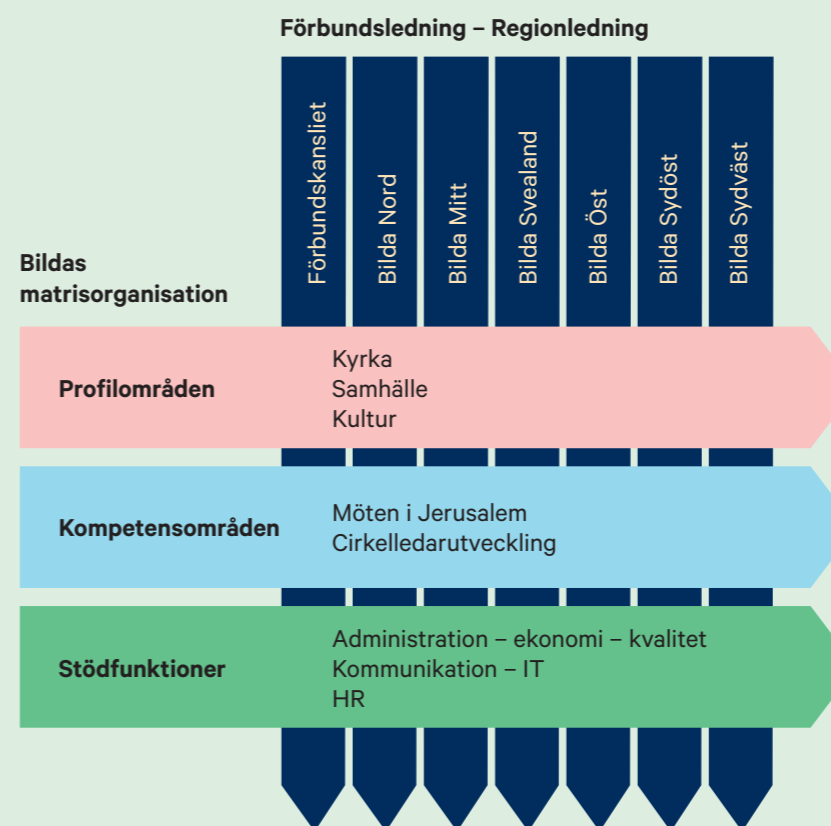 Förbundsledning – Regionledning
Förbundskansliet
Bilda Nord
Bilda Mitt
Bilda Svealand
Bilda Öst
Bilda Sydöst
Bilda Sydväst
Bildas
matrisorganisation
Profilområden
Kyrka
Samhälle
Kultur
Kompetensområden
Möten i Jerusalem
Cirkelledarutveckling
Stödfunktioner
Administration – ekonomi – kvalitet
Kommunikation – IT
HR